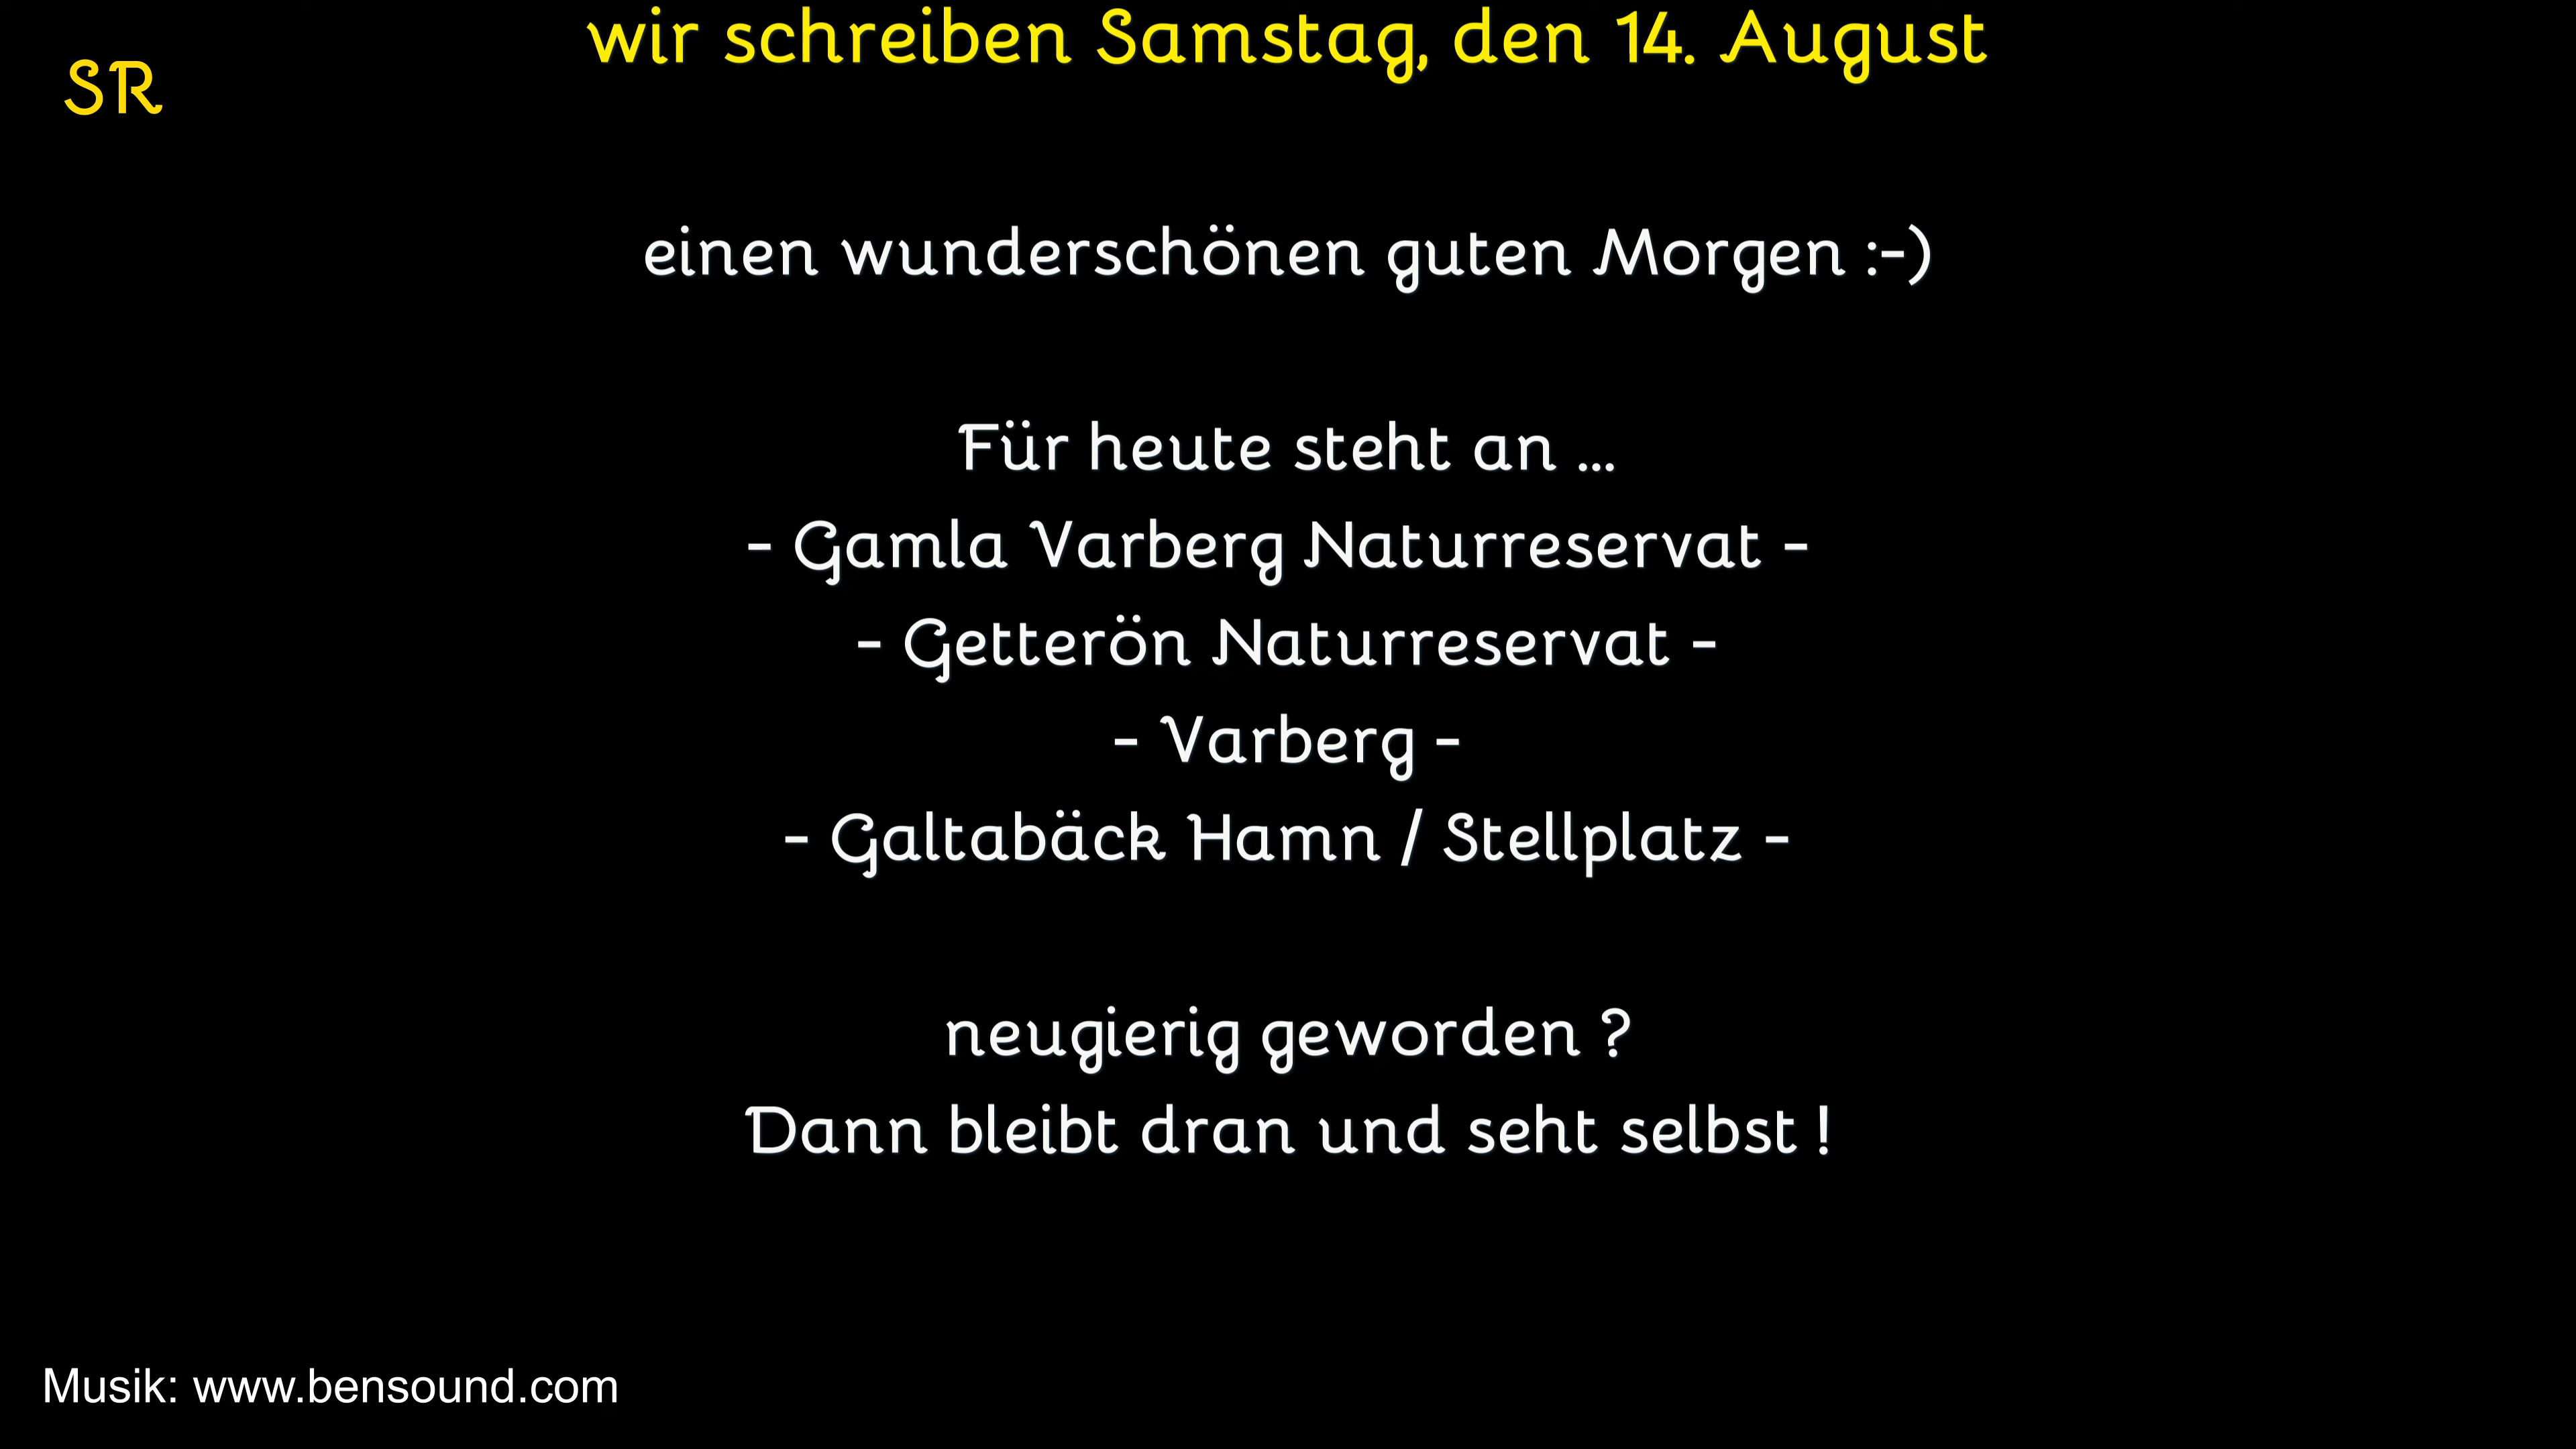 wir schreiben Samstag, den 14. August
SR
einen wunderschönen guten Morgen :-)
Für heute steht an ...
- Gamla Varberg Naturreservat -
- Getterön Naturreservat -
- Varberg -
- Galtabäck Hamn / Stellplatz -
neugierig geworden ?
Dann bleibt dran und seht selbst !
Musik: www.bensound.com